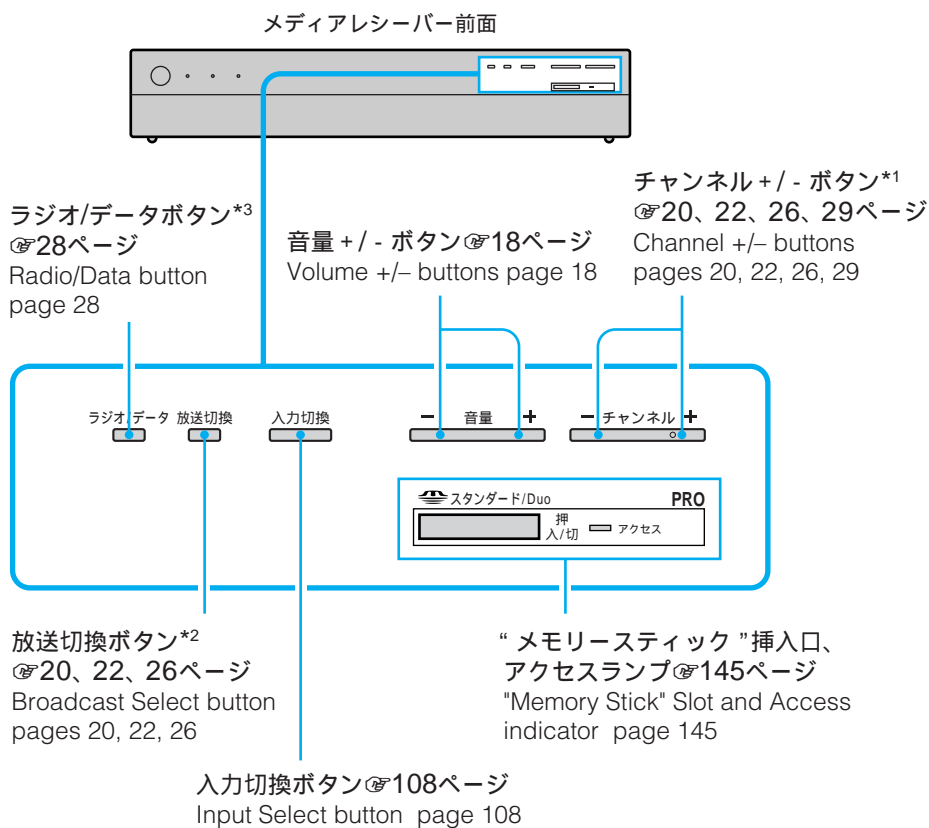 メディアレシーバー前面
ラジオ/データボタン*3
☞28ページ
Radio/Data button
page 28
音量 + / - ボタン☞18ページ
Volume +/– buttons page 18
チャンネル + / - ボタン*1
☞20、22、26、29ページ
Channel +/– buttons
pages 20, 22, 26, 29
ラジオ/データ 放送切換 入力切換 − 音量 + − チャンネル +
スタンダード/Duo PRO
押
入/切 アクセス
放送切換ボタン*2
☞20、22、26ページ
Broadcast Select button
pages 20, 22, 26
“ メモリースティック ”挿入口、
アクセスランプ☞145ページ
"Memory Stick" Slot and Access
indicator page 145
入力切換ボタン☞108ページ
Input Select button page 108